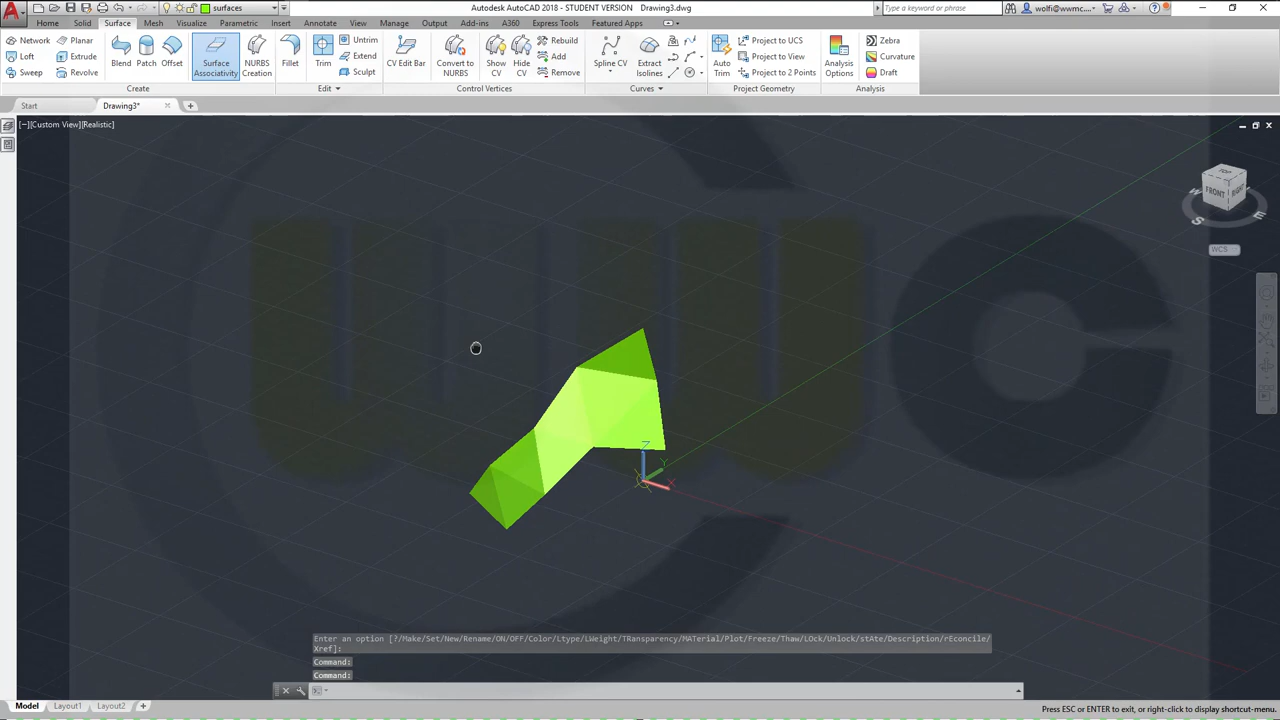 Autodesk AutoCAD 2018 - STUDENT VERSION Drawing3.dwg
Type a keyword or phrase
wolfi@wwmc...
surfaces
Home Solid Surface Mesh Visualize Parametric Insert Annotate View Manage Output Add-ins A360 Express Tools Featured Apps
Network Planar
Loft Extrude
Sweep Revolve
Blend Patch Offset
Surface
Associativity
NURBS
Creation
Create
Fillet Trim
Untrim
Extend
Sculpt
Edit
CV Edit Bar
Convert to
NURBS
Show
CV
Hide
CV
Rebuild
Add
Remove
Control Vertices
Spline CV
Extract
Isolines
Curves
Auto
Trim
Project to UCS
Project to View
Project to 2 Points
Project Geometry
Analysis
Options
Zebra
Curvature
Draft
Analysis
Start Drawing3*
[−][Custom View][Realistic]
TOP
FRONT RIGHT
W
S E
WCS
WWC
Z
Y
X
Enter an option [?/Make/Set/New/Rename/ON/OFF/Color/Ltype/LWeight/TRansparency/MATerial/Plot/Freeze/Thaw/LOck/Unlock/stAte/Description/rEconcile/
Xref]:
Command:
Command:
Model Layout1 Layout2
Press ESC or ENTER to exit, or right-click to display shortcut-menu.